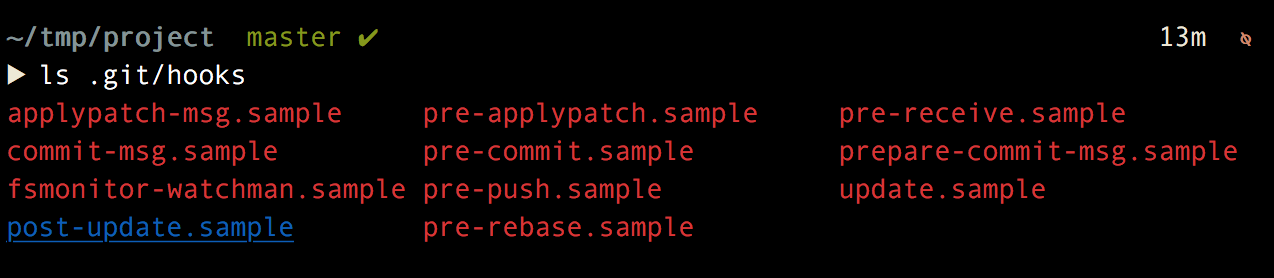 ~/tmp/project master ✔ 13m
▶ ls .git/hooks
applypatch-msg.sample pre-applypatch.sample pre-receive.sample
commit-msg.sample pre-commit.sample prepare-commit-msg.sample
fsmonitor-watchman.sample pre-push.sample update.sample
post-update.sample pre-rebase.sample